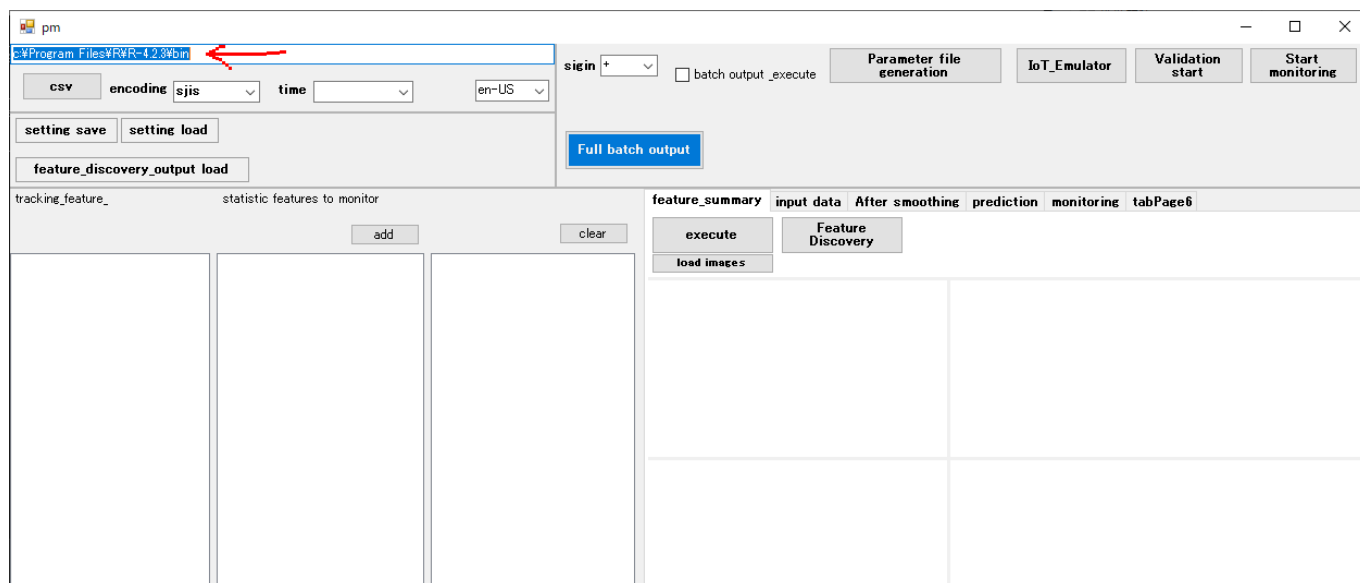 pm
c:¥Program Files¥R¥R-4.2.3¥bin
sigin + batch output _execute Parameter file generation IoT_Emulator Validation start Start monitoring
csv encoding sjis time en-US
setting save setting load
Full batch output
feature_discovery_output load
tracking_feature_ statistic features to monitor
add clear
feature_summary input data After smoothing prediction monitoring tabPage6
execute Feature Discovery
load images